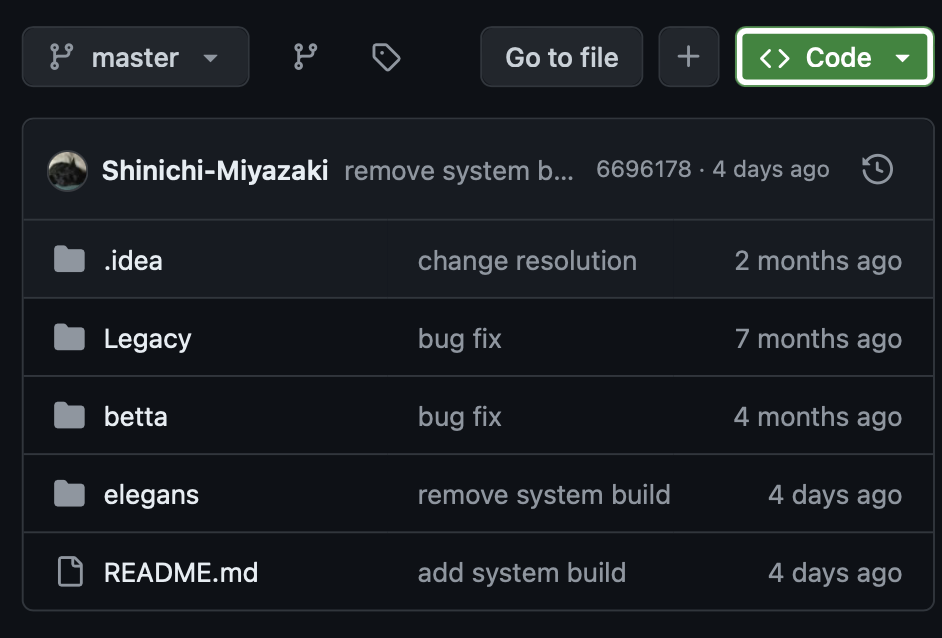 master Go to file Code
Shinichi-Miyazaki remove system b... 6696178 · 4 days ago
.idea change resolution 2 months ago
Legacy bug fix 7 months ago
betta bug fix 4 months ago
elegans remove system build 4 days ago
README.md add system build 4 days ago